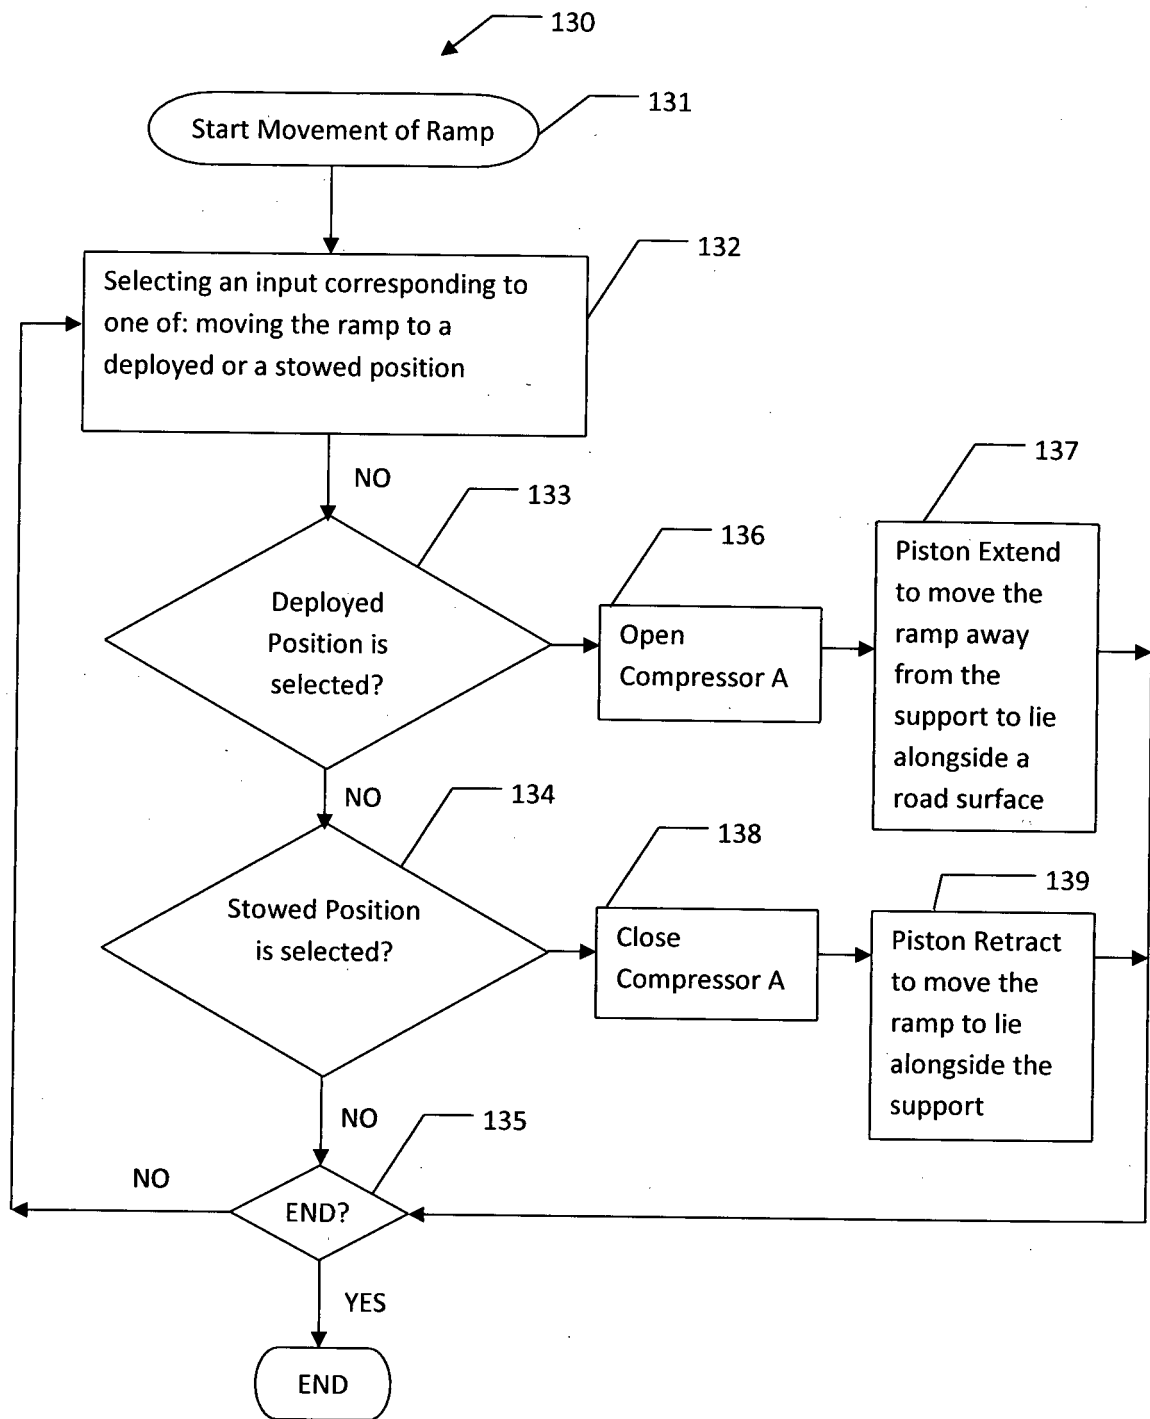 130
Start Movement of Ramp
131
Selecting an input corresponding to
one of: moving the ramp to a
deployed or a stowed position
132
NO
133
Deployed
Position is
selected?
136
Open
Compressor A
137
Piston Extend
to move the
ramp away
from the
support to lie
alongside a
road surface
NO
134
Stowed Position
is selected?
138
Close
Compressor A
139
Piston Retract
to move the
ramp to lie
alongside the
support
NO
135
NO
END?
YES
END